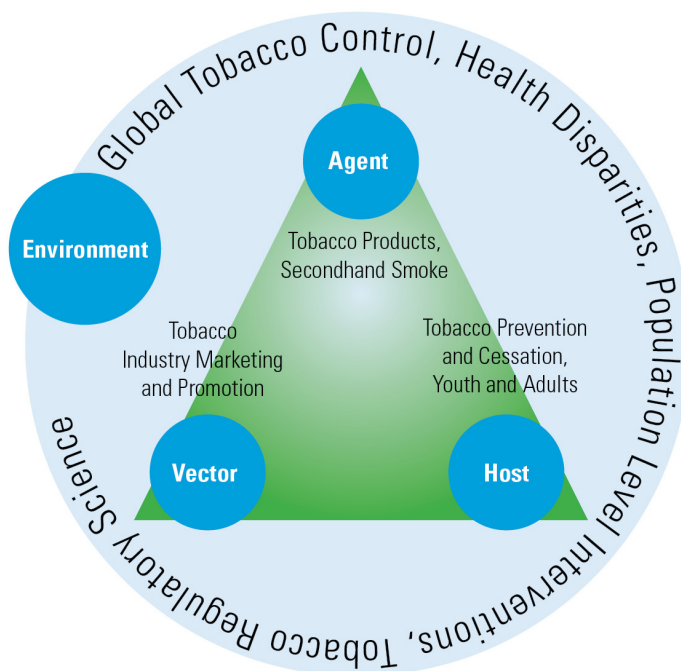 Global Tobacco Control, Health Disparities, Population Level Interventions, Tobacco Regulatory Science
Agent
Tobacco Products,
Secondhand Smoke
Environment
Tobacco
Industry Marketing
and Promotion
Tobacco Prevention
and Cessation,
Youth and Adults
Vector
Host